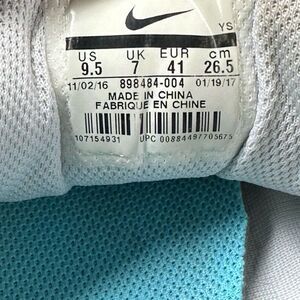 YS
US UK EUR cm
9.5 7 41 26.5
11/02/16 898484-004 01/19/17
MADE IN CHINA
FABRIQUE EN CHINE
107154931 UPC 00884497705675